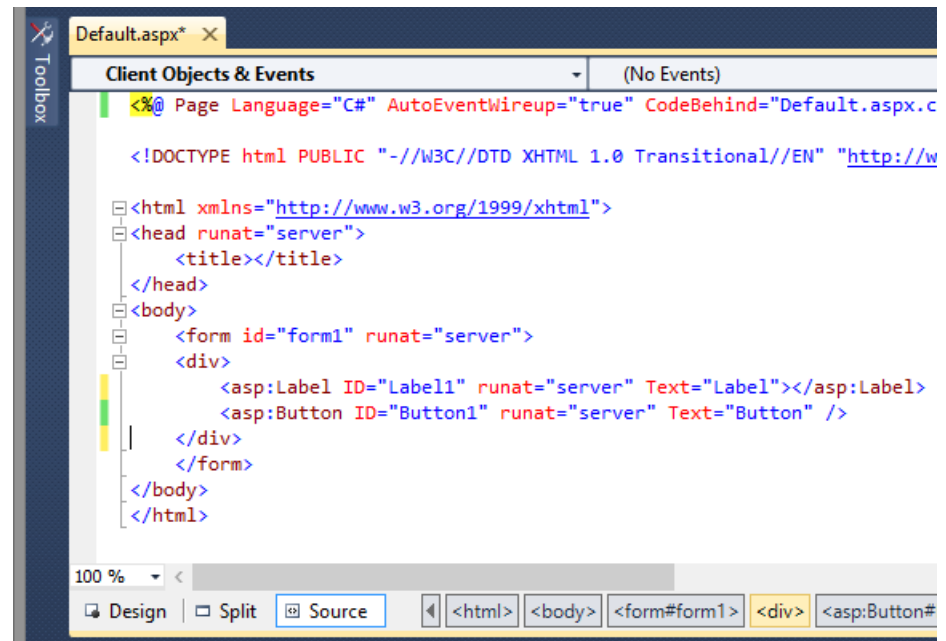 Toolbox
Default.aspx*
Client Objects & Events (No Events)
<%@ Page Language="C#" AutoEventWireup="true" CodeBehind="Default.aspx.c
<!DOCTYPE html PUBLIC "-//W3C//DTD XHTML 1.0 Transitional//EN" "http://w
<html xmlns="http://www.w3.org/1999/xhtml">
<head runat="server">
<title></title>
</head>
<body>
<form id="form1" runat="server">
<div>
<asp:Label ID="Label1" runat="server" Text="Label"></asp:Label>
<asp:Button ID="Button1" runat="server" Text="Button" />
</div>
</form>
</body>
</html>
100 %
Design Split Source <html> <body> <form#form1> <div> <asp:Button#